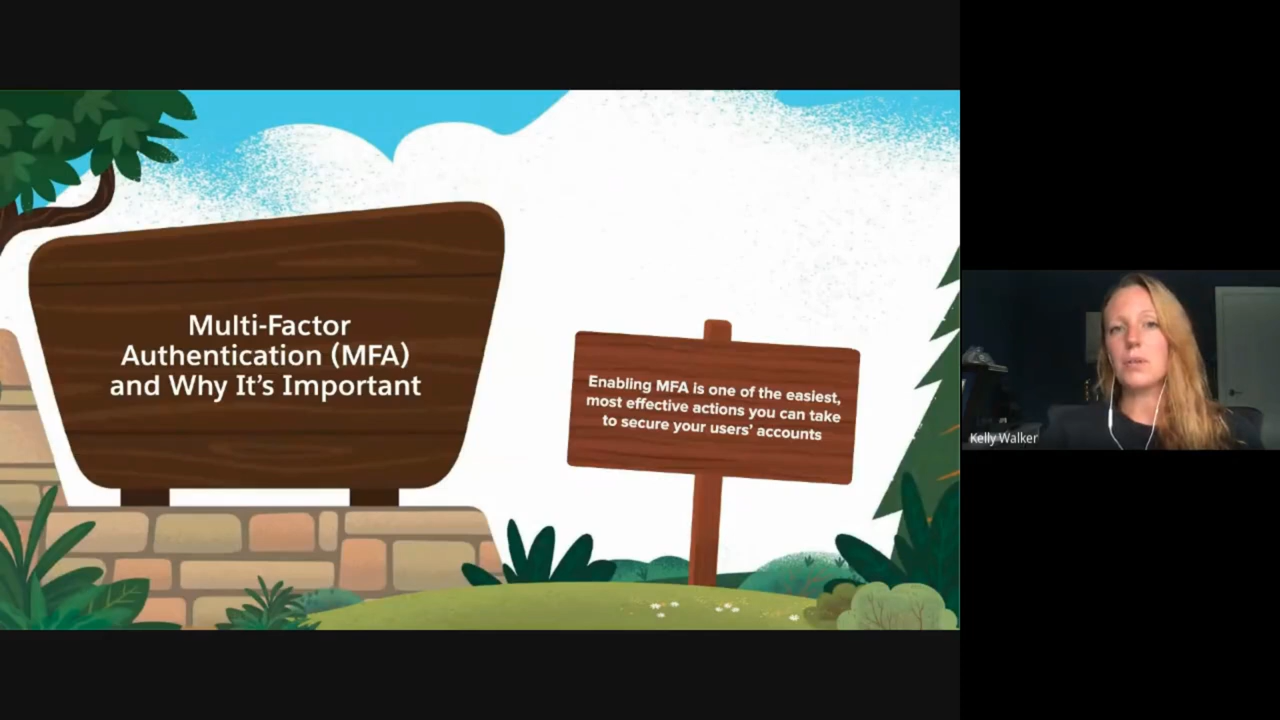 Multi-Factor
Authentication (MFA)
and Why It's Important
Enabling MFA is one of the easiest,
most effective actions you can take
to secure your users' accounts
Kelly Walker